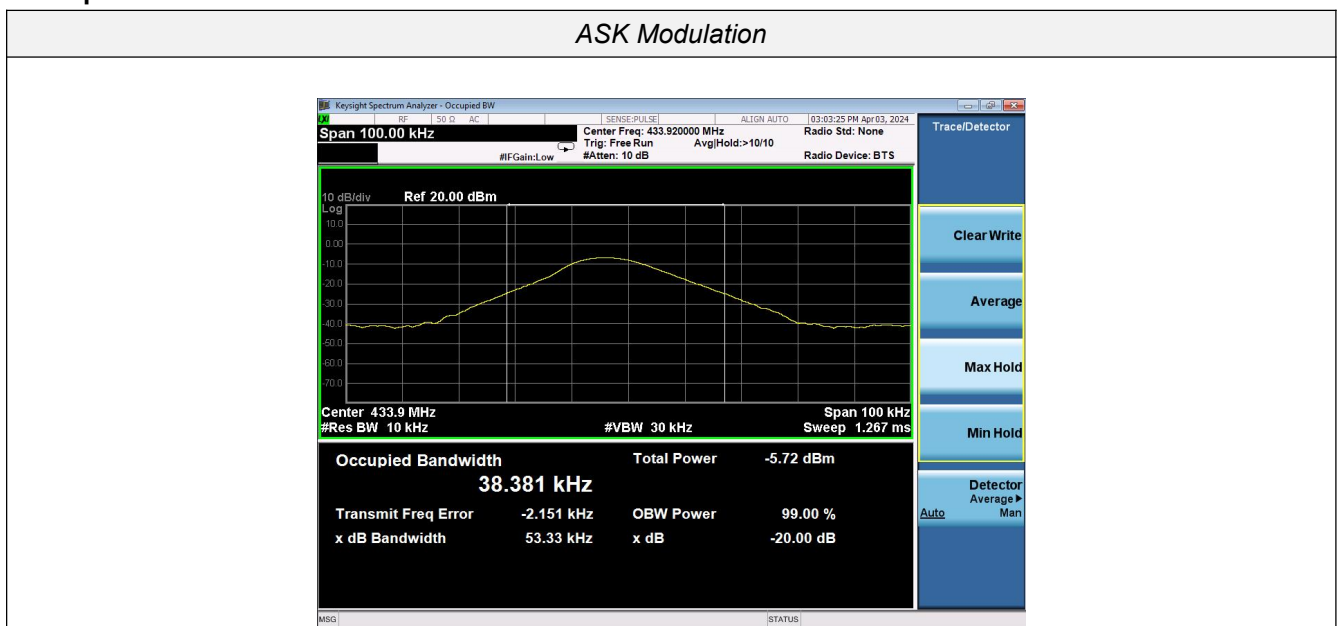 ASK Modulation
Keysight Spectrum Analyzer - Occupied BW
LXI RF 50 Ω AC SENSE:PULSE ALIGN AUTO 03:03:25 PM Apr 03, 2024
Span 100.00 kHz Center Freq: 433.920000 MHz Radio Std: None
Trig: Free Run Avg|Hold:>10/10
#IFGain:Low #Atten: 10 dB Radio Device: BTS
10 dB/div Ref 20.00 dBm
Log
10.0
0.00
-10.0
-20.0
-30.0
-40.0
-50.0
-60.0
-70.0
Center 433.9 MHz Span 100 kHz
#Res BW 10 kHz #VBW 30 kHz Sweep 1.267 ms
Occupied Bandwidth Total Power -5.72 dBm
38.381 kHz
Transmit Freq Error -2.151 kHz OBW Power 99.00 %
x dB Bandwidth 53.33 kHz x dB -20.00 dB
MSG STATUS
Trace/Detector
Clear Write
Average
Max Hold
Min Hold
Detector
Average
Auto Man